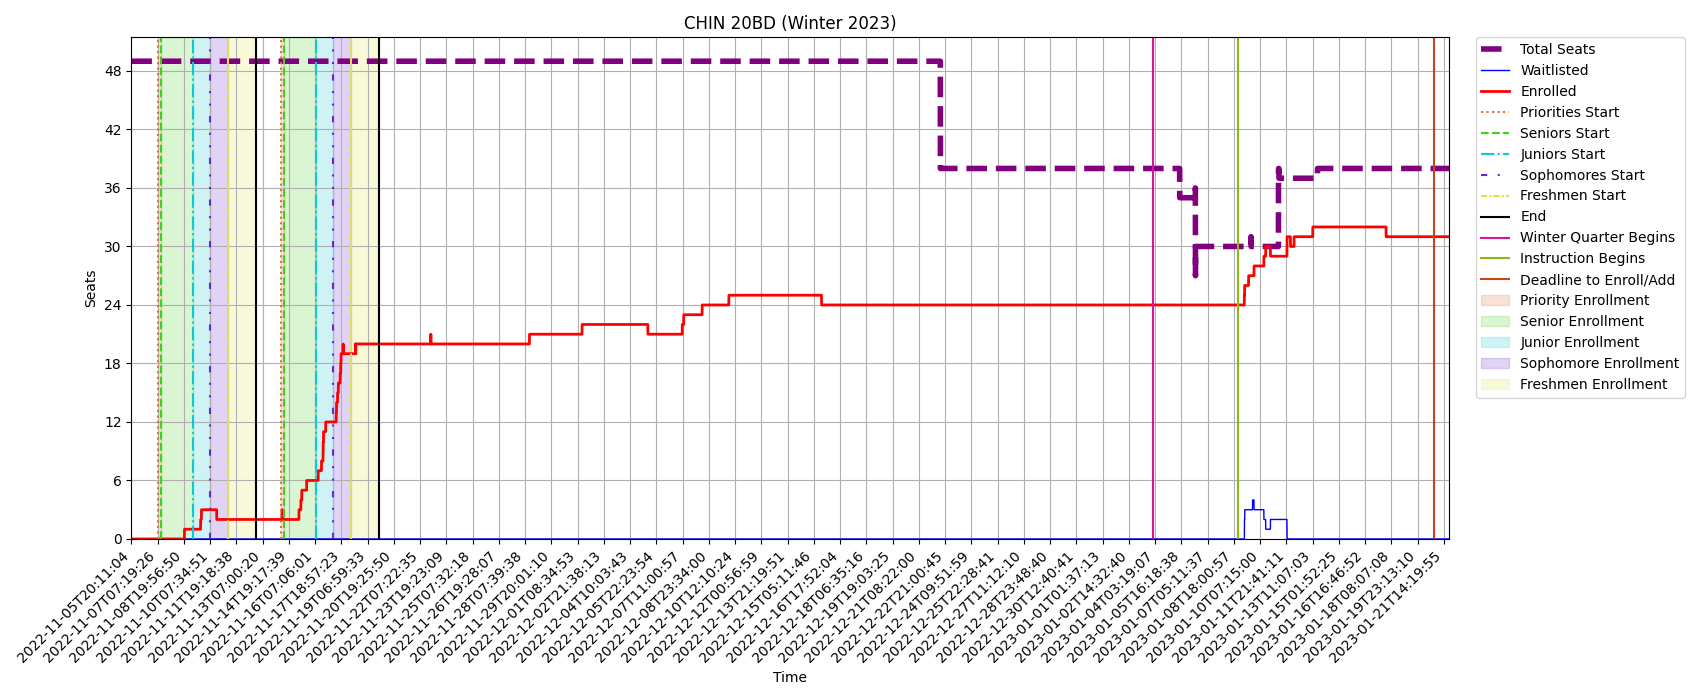 CHIN 20BD (Winter 2023)
Seats
48
42
36
30
24
18
12
6
0
2022-11-05T20:11:04
2022-11-07T07:19:26
2022-11-08T19:56:50
2022-11-10T07:34:51
2022-11-11T19:18:38
2022-11-13T07:00:20
2022-11-14T19:17:39
2022-11-16T07:06:01
2022-11-17T18:57:23
2022-11-19T06:59:33
2022-11-20T19:25:50
2022-11-22T07:22:35
2022-11-23T19:23:09
2022-11-25T07:32:18
2022-11-26T19:28:07
2022-11-28T07:39:38
2022-11-29T20:01:10
2022-12-01T08:34:53
2022-12-02T21:38:13
2022-12-04T10:03:43
2022-12-05T22:23:54
2022-12-07T11:00:57
2022-12-08T23:34:00
2022-12-10T12:10:24
2022-12-12T00:56:59
2022-12-13T21:19:51
2022-12-15T05:11:46
2022-12-16T17:52:04
2022-12-18T06:35:16
2022-12-19T19:03:25
2022-12-21T08:22:00
2022-12-22T21:00:45
2022-12-24T09:51:59
2022-12-25T22:28:41
2022-12-27T11:12:10
2022-12-28T23:48:40
2022-12-30T12:40:41
2023-01-01T01:37:13
2023-01-02T14:32:40
2023-01-04T03:19:07
2023-01-05T16:18:38
2023-01-07T05:11:37
2023-01-08T18:00:57
2023-01-10T07:15:00
2023-01-11T21:41:11
2023-01-13T11:07:03
2023-01-15T01:52:25
2023-01-16T16:46:52
2023-01-18T08:07:08
2023-01-19T23:13:10
2023-01-21T14:19:55
Time
Total Seats
Waitlisted
Enrolled
Priorities Start
Seniors Start
Juniors Start
Sophomores Start
Freshmen Start
End
Winter Quarter Begins
Instruction Begins
Deadline to Enroll/Add
Priority Enrollment
Senior Enrollment
Junior Enrollment
Sophomore Enrollment
Freshmen Enrollment